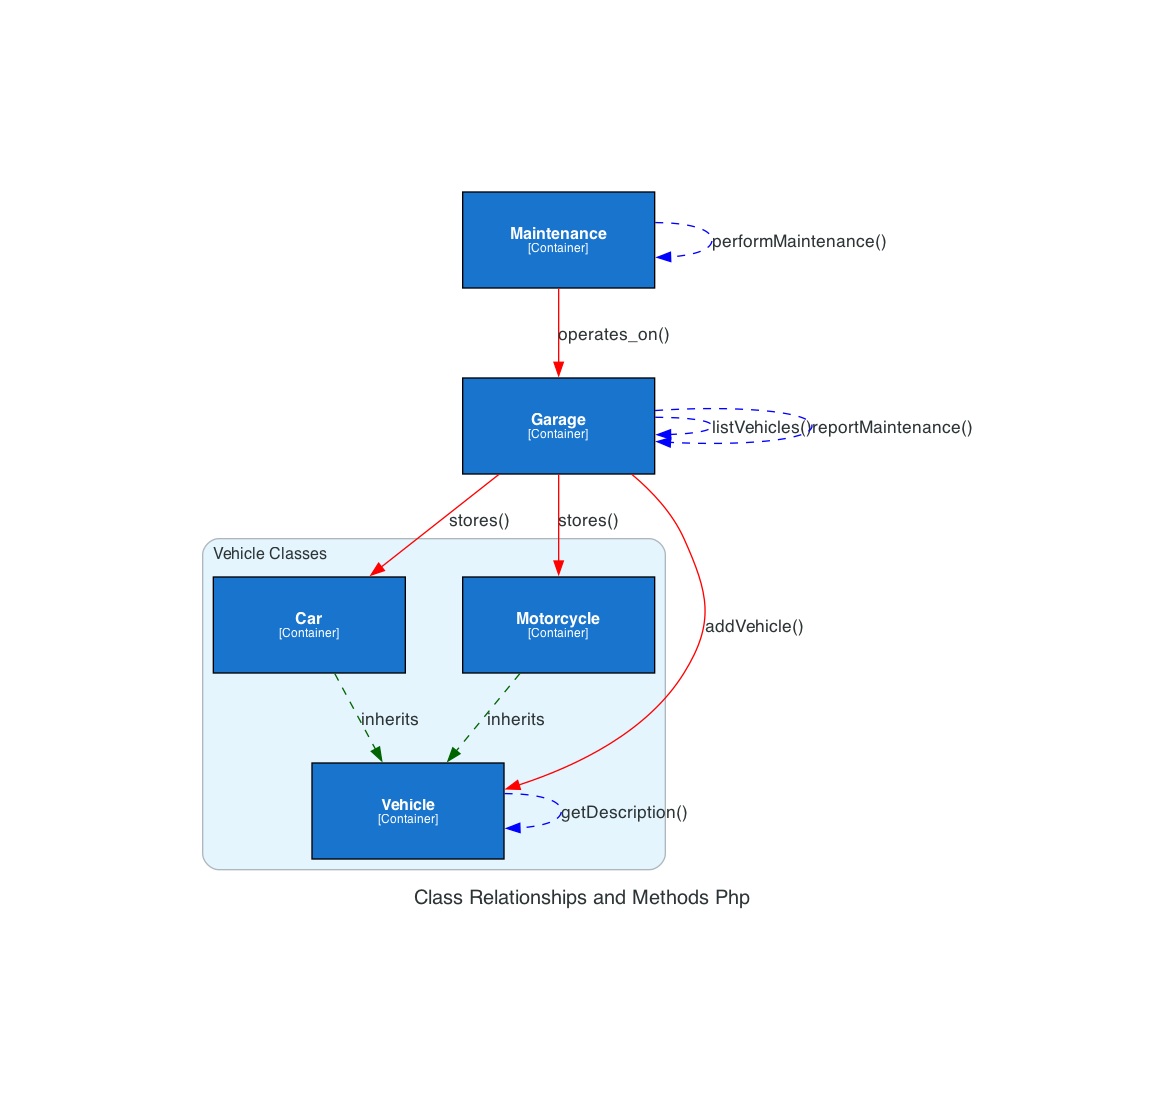 Maintenance
[Container]
performMaintenance()
operates_on()
Garage
[Container]
listVehicles()
reportMaintenance()
stores()
stores()
Vehicle Classes
Car
[Container]
Motorcycle
[Container]
addVehicle()
inherits
inherits
Vehicle
[Container]
getDescription()
Class Relationships and Methods Php